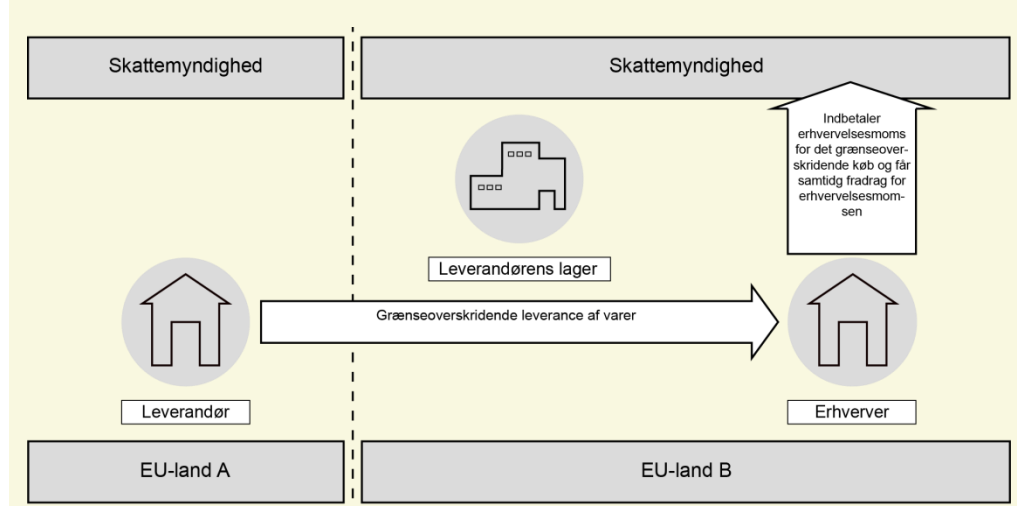 Skattemyndighed
Skattemyndighed
Indbetaler
erhvervelsesmoms
for det grænseover-
skridende køb og får
samtidg fradrag for
erhvervelsesmom-
sen
Leverandørens lager
Grænseoverskridende leverance af varer
Leverandør
Erhverver
EU-land A
EU-land B